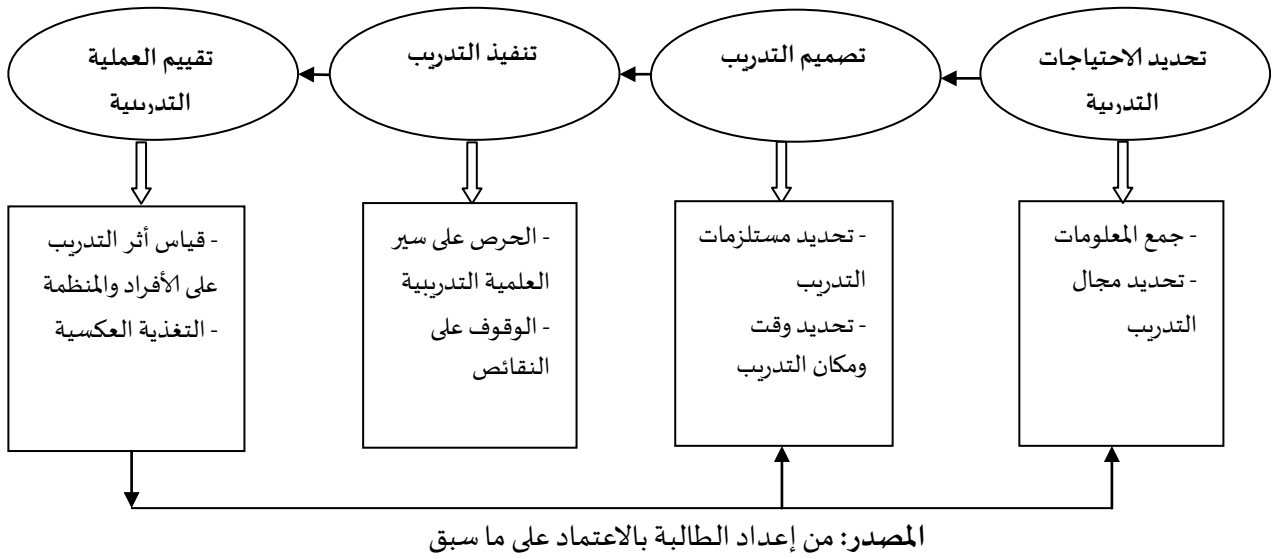 تحديد الاحتياجات
التدريبية
تصميم التدريب
تنفيذ التدريب
تقييم العملية
التدريبية
- جمع المعلومات
- تحديد مجال
التدريب
- تحديد مستلزمات
التدريب
- تحديد وقت
ومكان التدريب
- الحرص على سير
العلمية التدريبية
- الوقوف على
النقائص
- قياس أثر التدريب
على الأفراد والمنظمة
- التغذية العكسية
المصدر: من إعداد الطالبة بالاعتماد على ما سبق